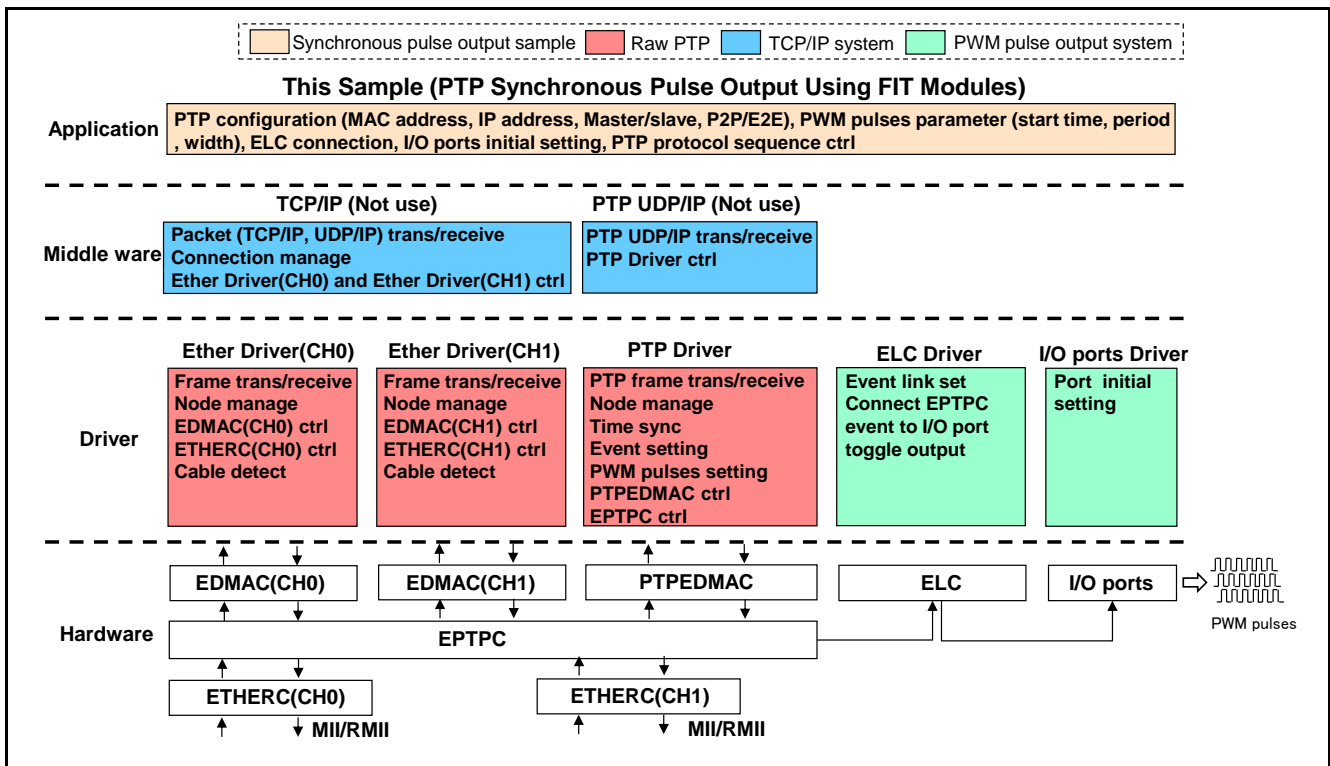 Synchronous pulse output sample
Raw PTP
TCP/IP system
PWM pulse output system
This Sample (PTP Synchronous Pulse Output Using FIT Modules)
Application
PTP configuration (MAC address, IP address, Master/slave, P2P/E2E), PWM pulses parameter (start time, period
, width), ELC connection, I/O ports initial setting, PTP protocol sequence ctrl
TCP/IP (Not use)
PTP UDP/IP (Not use)
Middle ware
Packet (TCP/IP, UDP/IP) trans/receive
Connection manage
Ether Driver(CH0) and Ether Driver(CH1) ctrl
PTP UDP/IP trans/receive
PTP Driver ctrl
Ether Driver(CH0)
Ether Driver(CH1)
PTP Driver
ELC Driver
I/O ports Driver
Driver
Frame trans/receive
Node manage
EDMAC(CH0) ctrl
ETHERC(CH0) ctrl
Cable detect
Frame trans/receive
Node manage
EDMAC(CH1) ctrl
ETHERC(CH1) ctrl
Cable detect
PTP frame trans/receive
Node manage
Time sync
Event setting
PWM pulses setting
PTPEDMAC ctrl
EPTPC ctrl
Event link set
Connect EPTPC
event to I/O port
toggle output
Port initial
setting
Hardware
EDMAC(CH0)
EDMAC(CH1)
PTPEDMAC
ELC
I/O ports
PWM pulses
EPTPC
ETHERC(CH0)
ETHERC(CH1)
MII/RMII
MII/RMII